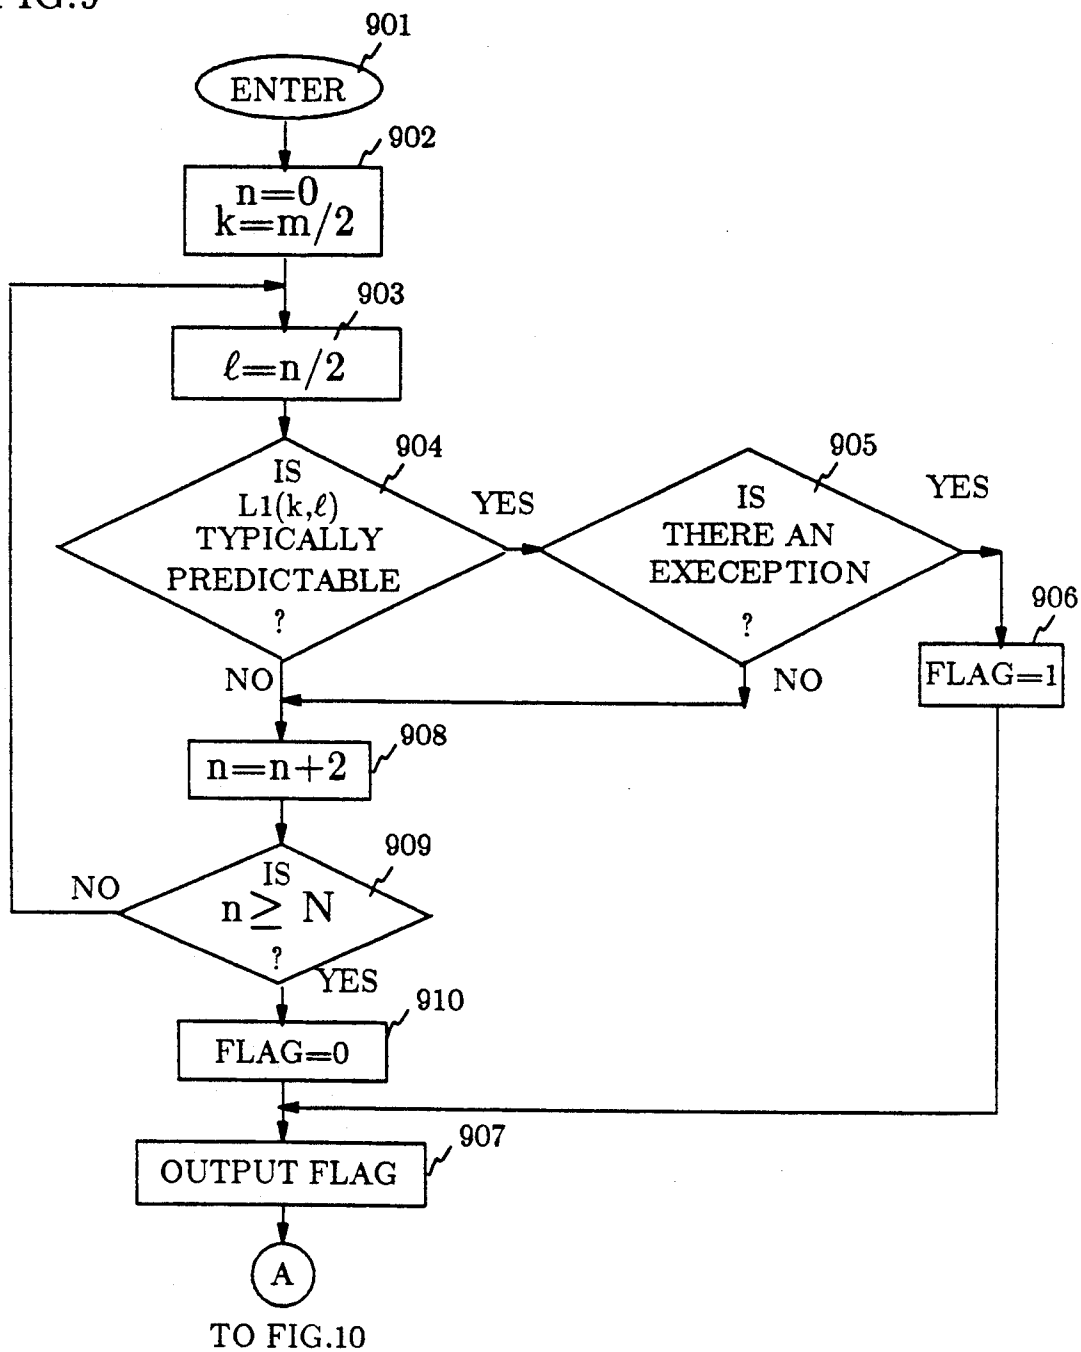 FIG.9
901
ENTER
902
n=0
k=m/2
903
ℓ=n/2
904
IS
L1(k,ℓ)
TYPICALLY
PREDICTABLE
?
YES
NO
905
IS
THERE AN
EXECEPTION
?
YES
NO
906
FLAG=1
908
n=n+2
909
IS
n≥ N
?
NO
YES
910
FLAG=0
907
OUTPUT FLAG
A
TO FIG.10